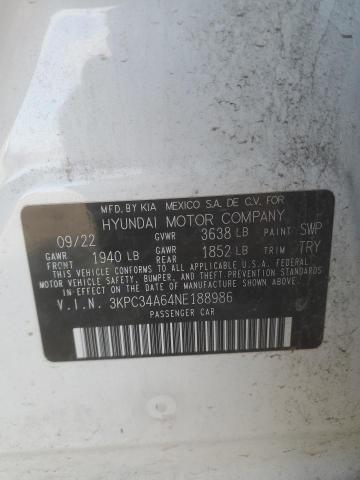 MFD. BY KIA MEXICO S.A. DE C.V. FOR
HYUNDAI MOTOR COMPANY
09/22 GVWR 3638 LB PAINT SWP
GAWR FRONT 1940 LB GAWR REAR 1852 LB TRIM TRY
THIS VEHICLE CONFORMS TO ALL APPLICABLE U.S.A. FEDERAL
MOTOR VEHICLE SAFETY, BUMPER, AND THEFT PREVENTION
STANDARDS IN EFFECT ON THE DATE OF MANUFACTURE SHOWN ABOVE.
V.I.N. 3KPC34A64NE188986
PASSENGER CAR